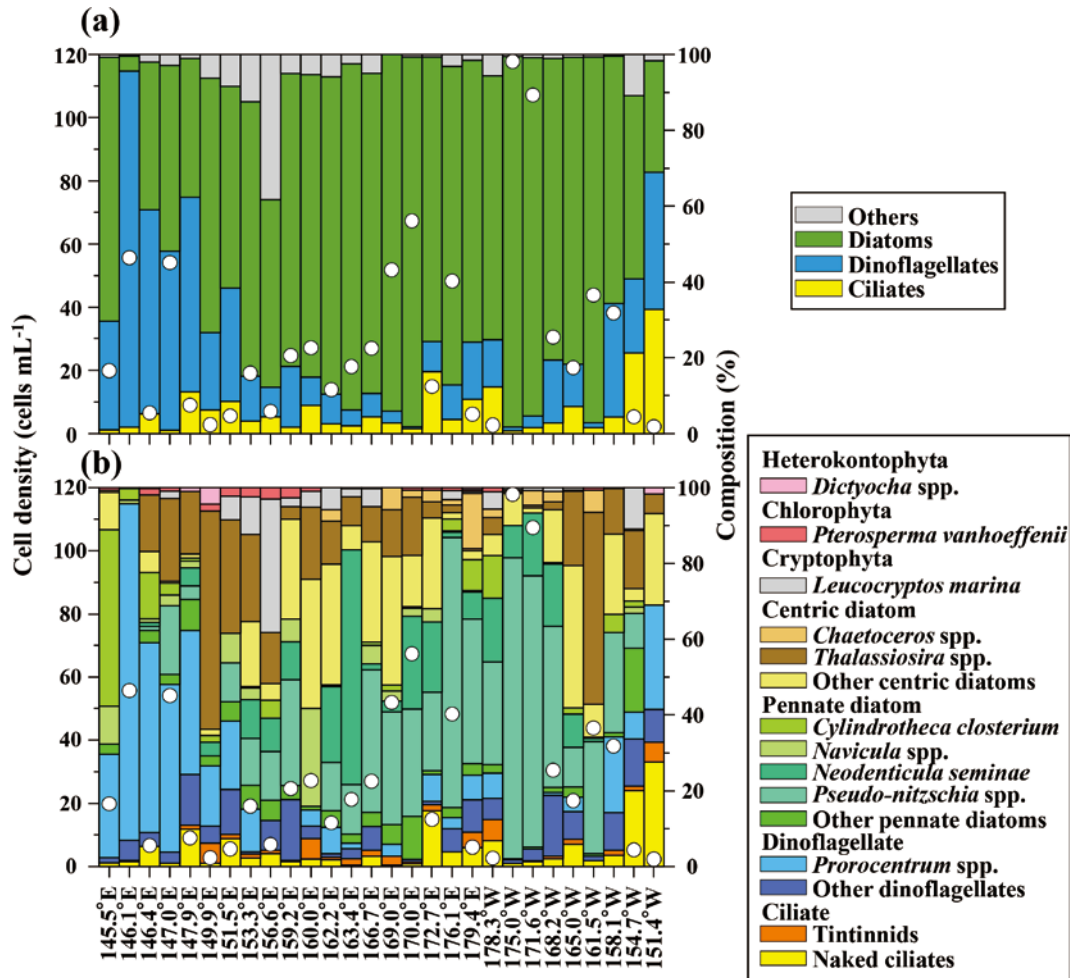 (a)
120
100
80
60
40
20
0
100
80
60
40
20
0
Others
Diatoms
Dinoflagellates
Ciliates
Cell density (cells mL⁻¹)
Composition (%)
(b)
120
100
80
60
40
20
0
100
80
60
40
20
0
145.5°E
146.1°E
146.4°E
147.0°E
147.9°E
149.9°E
151.5°E
153.3°E
156.6°E
159.2°E
160.0°E
162.2°E
163.4°E
166.7°E
169.0°E
170.0°E
172.7°E
176.1°E
179.4°E
178.3°W
175.0°W
171.6°W
168.2°W
165.0°W
161.5°W
158.1°W
154.7°W
151.4°W
Heterokontophyta
Dictyocha spp.
Chlorophyta
Pterosperma vanhoeffenii
Cryptophyta
Leucocryptos marina
Centric diatom
Chaetoceros spp.
Thalassiosira spp.
Other centric diatoms
Pennate diatom
Cylindrotheca closterium
Navicula spp.
Neodenticula seminae
Pseudo-nitzschia spp.
Other pennate diatoms
Dinoflagellate
Prorocentrum spp.
Other dinoflagellates
Ciliate
Tintinnids
Naked ciliates